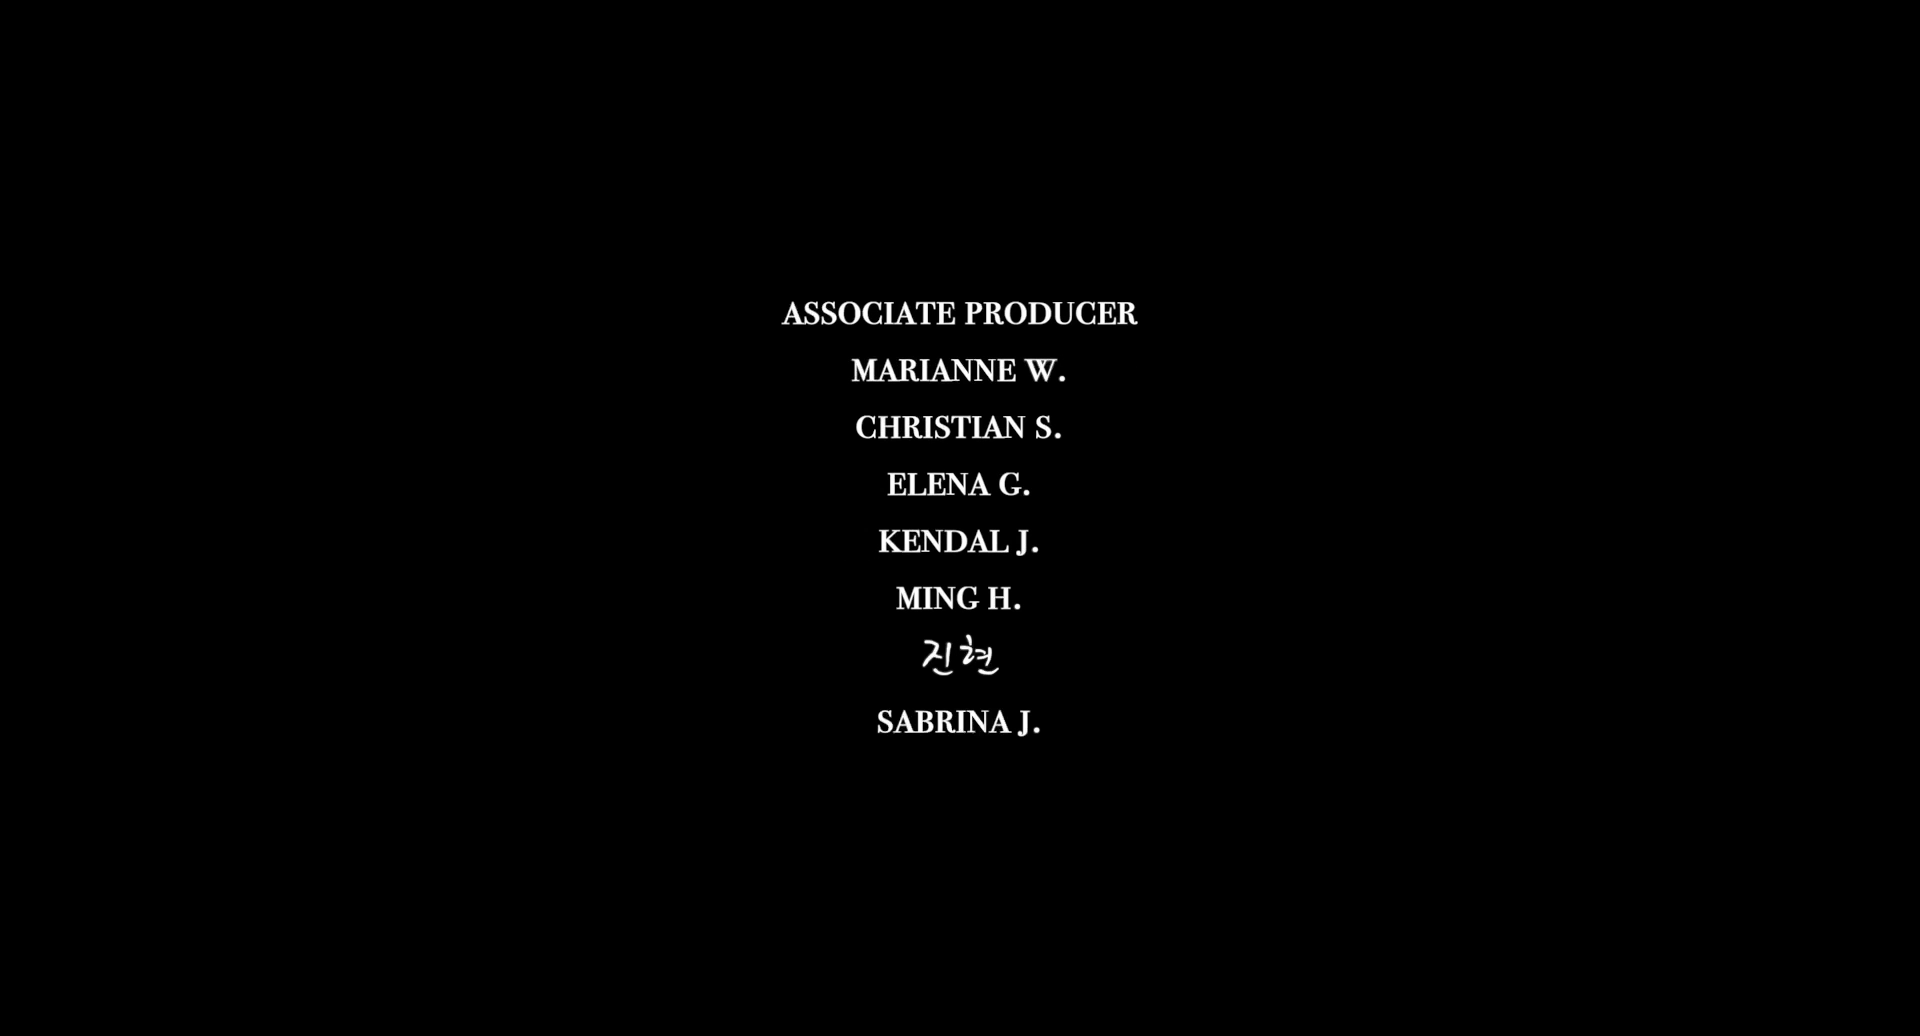 ASSOCIATE PRODUCER
MARIANNE W.
CHRISTIAN S.
ELENA G.
KENDAL J.
MING H.
진현
SABRINA J.